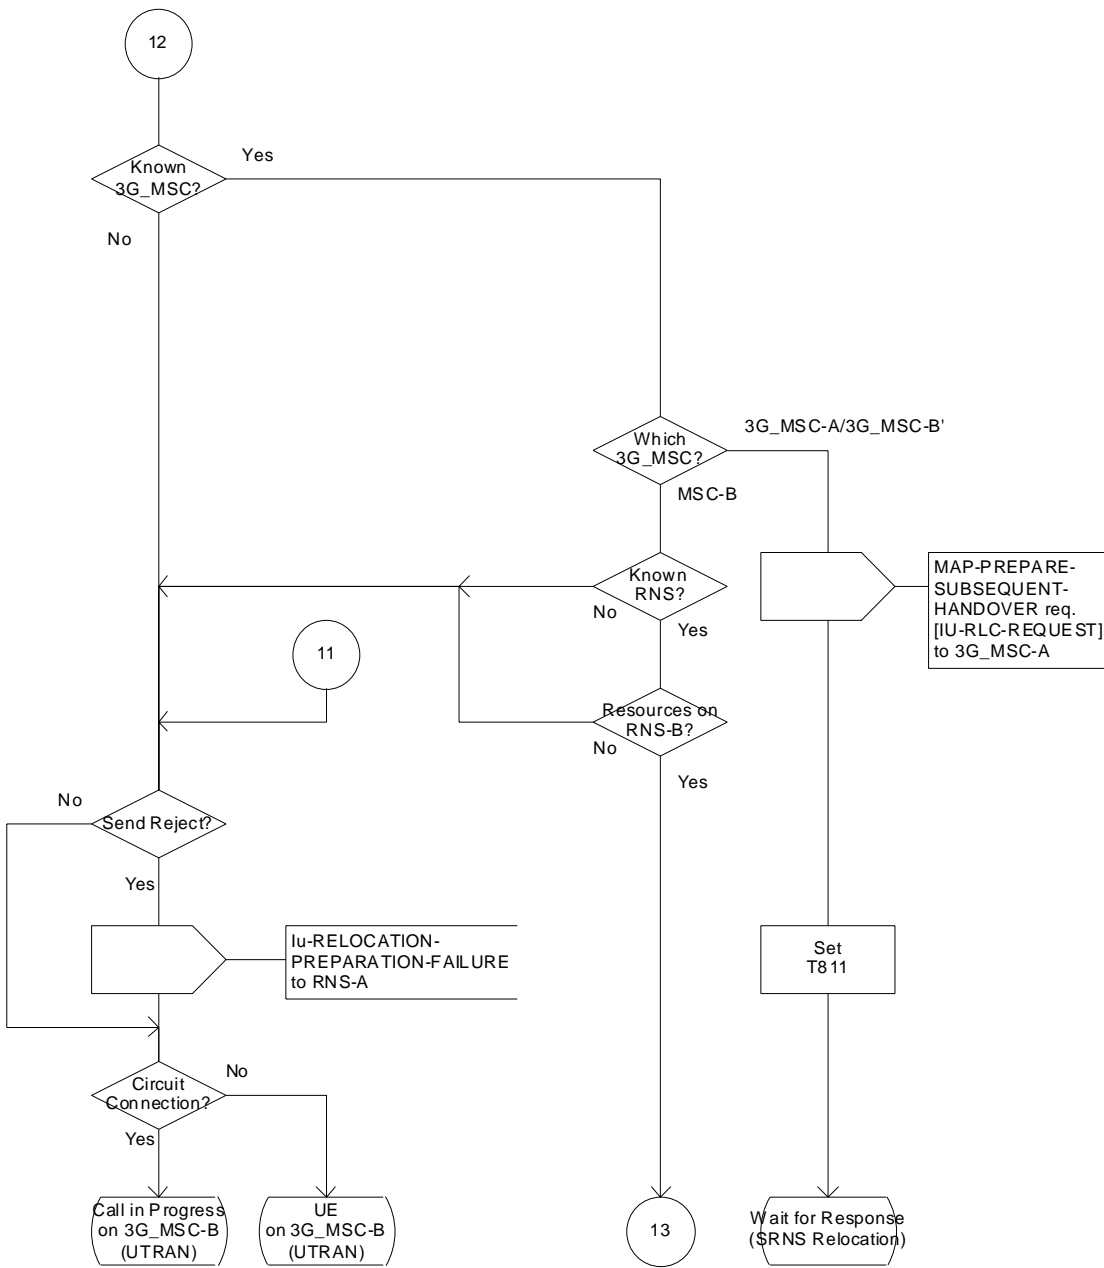 12
Known
3G_MSC?
Yes
No
Which
3G_MSC?
3G_MSC-A/3G_MSC-B'
MSC-B
Known
RNS?
No
Yes
MAP-PREPARE-
SUBSEQUENT-
HANDOVER req.
[IU-RLC-REQUEST]
to 3G_MSC-A
11
Resources on
RNS-B?
No
Yes
No
Send Reject?
Yes
Iu-RELOCATION-
PREPARATION-FAILURE
to RNS-A
Set
T811
Circuit
Connection?
No
Yes
Call in Progress
on 3G_MSC-B
(UTRAN)
UE
on 3G_MSC-B
(UTRAN)
13
Wait for Response
(SRNS Relocation)